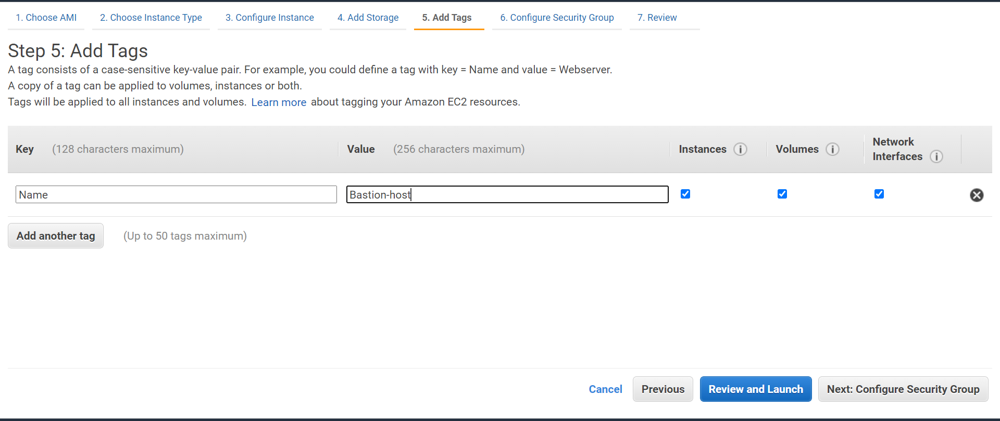 1. Choose AMI 2. Choose Instance Type 3. Configure Instance 4. Add Storage 5. Add Tags 6. Configure Security Group 7. Review
Step 5: Add Tags
A tag consists of a case-sensitive key-value pair. For example, you could define a tag with key = Name and value = Webserver.
A copy of a tag can be applied to volumes, instances or both.
Tags will be applied to all instances and volumes. Learn more about tagging your Amazon EC2 resources.
Key (128 characters maximum) Value (256 characters maximum) Instances i Volumes i Network Interfaces i
Name Bastion-host
Add another tag (Up to 50 tags maximum)
Cancel Previous Review and Launch Next: Configure Security Group